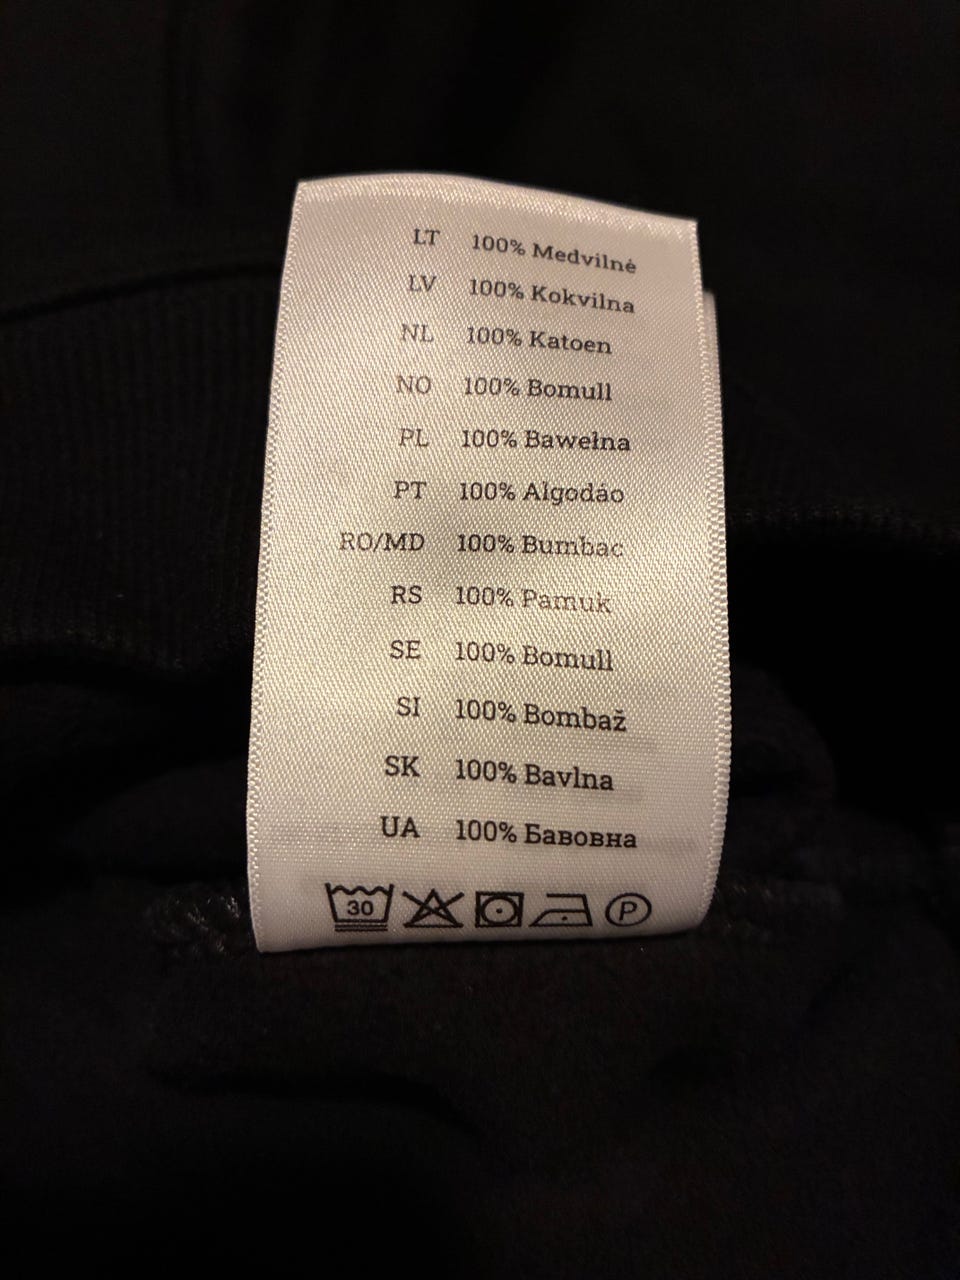 LT 100% Medvilnė
LV 100% Kokvilna
NL 100% Katoen
NO 100% Bomull
PL 100% Bawełna
PT 100% Algodáo
RO/MD 100% Bumbac
RS 100% Pamuk
SE 100% Bomull
SI 100% Bombaž
SK 100% Bavlna
UA 100% Бавовна
30 P